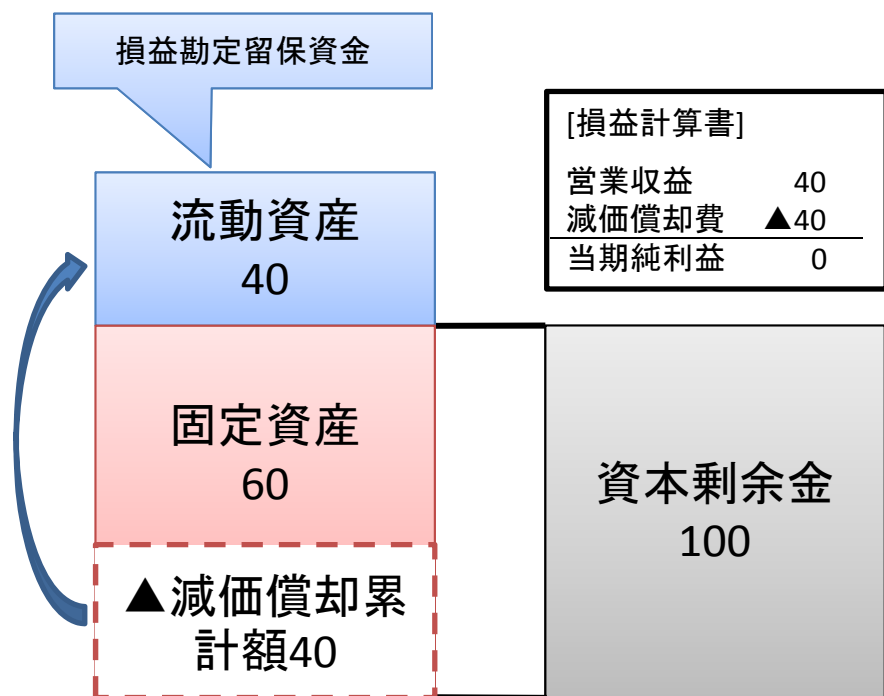 損益勘定留保資金
[損益計算書]
営業収益 40
減価償却費 ▲40
当期純利益 0
流動資産
40
固定資産
60
▲減価償却累
計額40
資本剰余金
100